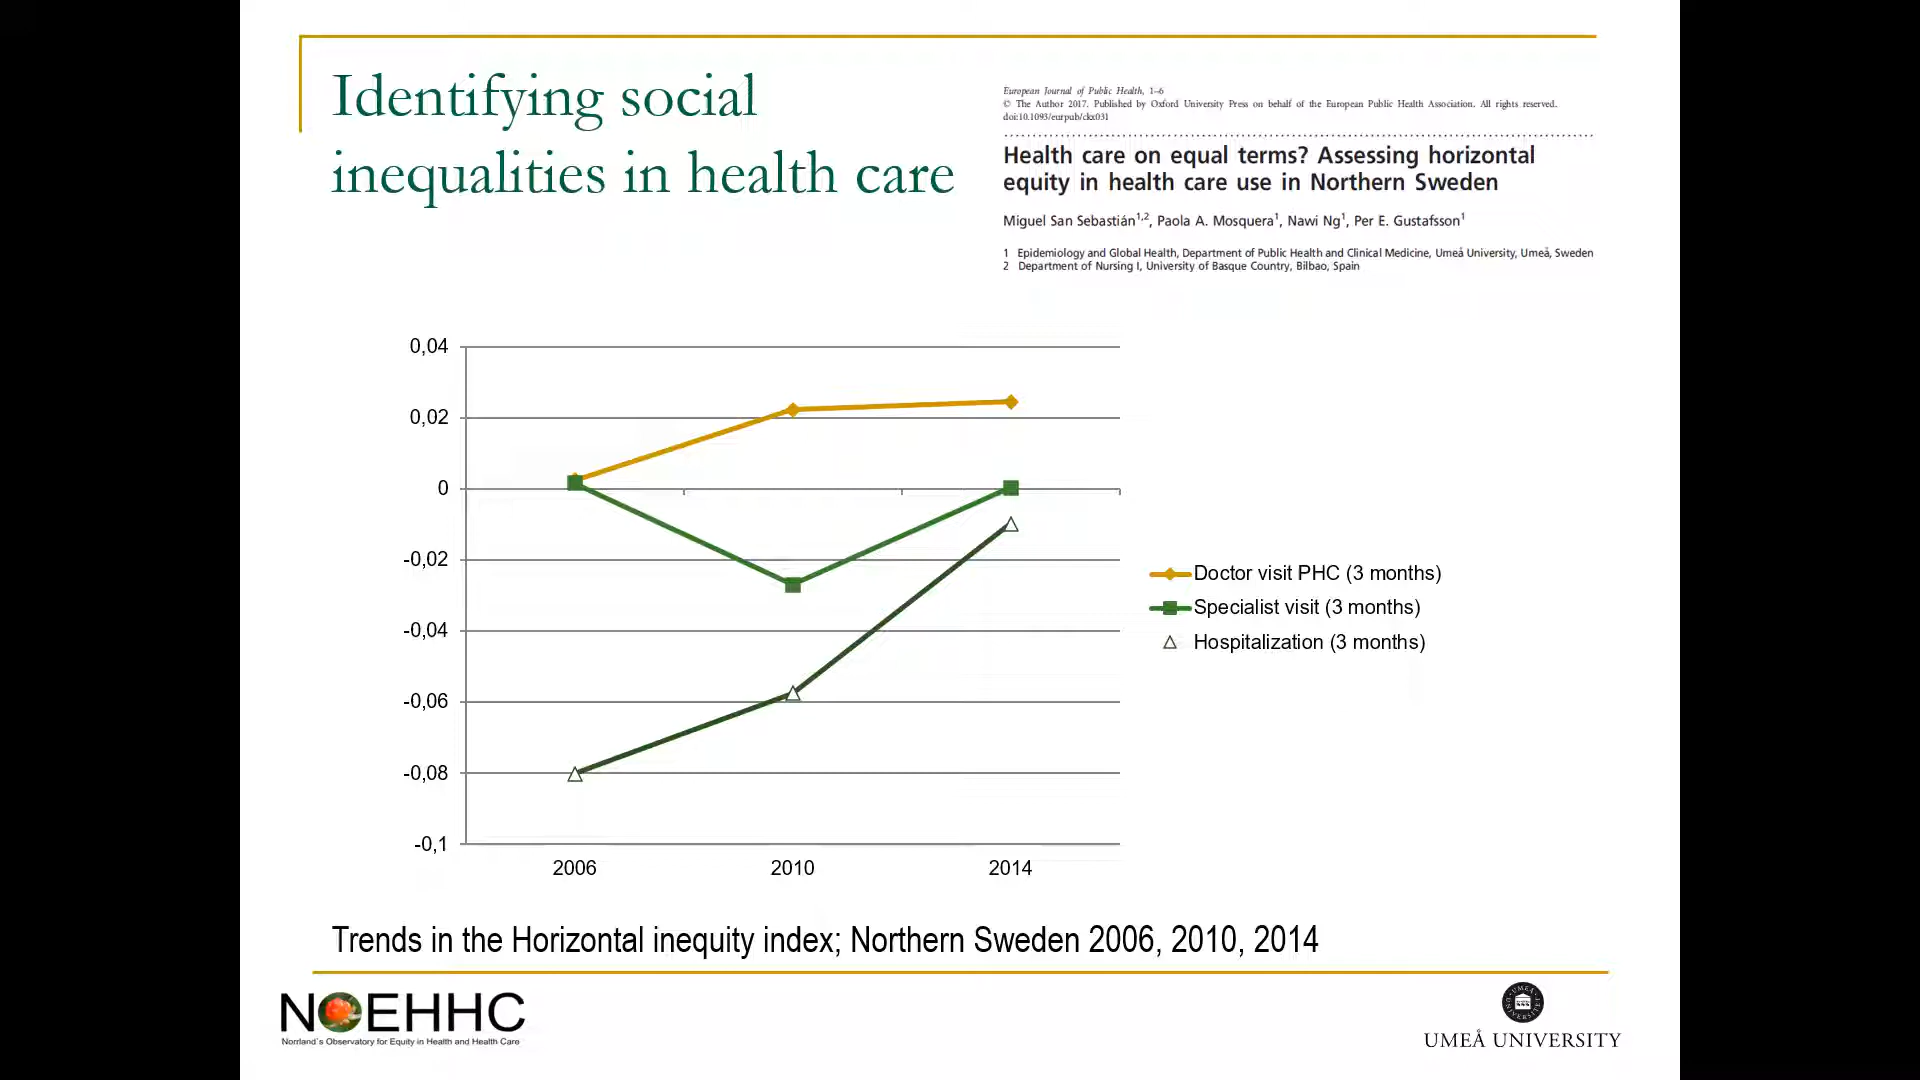 Identifying social
inequalities in health care
European Journal of Public Health, 1–6
© The Author 2017. Published by Oxford University Press on behalf of the European Public Health Association. All rights reserved.
doi:10.1093/eurpub/ckx031
Health care on equal terms? Assessing horizontal
equity in health care use in Northern Sweden
Miguel San Sebastián1,2, Paola A. Mosquera1, Nawi Ng1, Per E. Gustafsson1
1 Epidemiology and Global Health, Department of Public Health and Clinical Medicine, Umeå University, Umeå, Sweden
2 Department of Nursing I, University of Basque Country, Bilbao, Spain
0,04
0,02
0
-0,02
-0,04
-0,06
-0,08
-0,1
2006 2010 2014
Doctor visit PHC (3 months)
Specialist visit (3 months)
Hospitalization (3 months)
Trends in the Horizontal inequity index; Northern Sweden 2006, 2010, 2014
NOEHHC
Norrland´s Observatory for Equity in Health and Health Care
UMEÅ UNIVERSITY